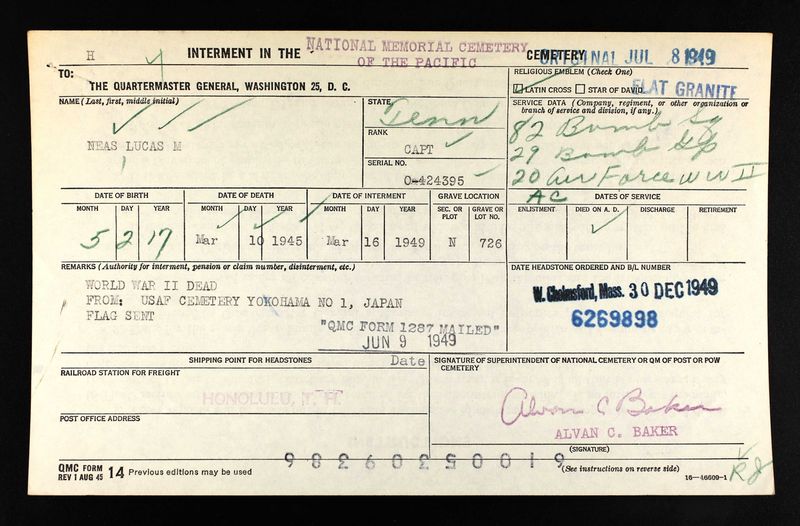 H
INTERMENT IN THE
NATIONAL MEMORIAL CEMETERY
OF THE PACIFIC
CEMETERY
ORIGINAL JUL 8 1949
TO:
THE QUARTERMASTER GENERAL, WASHINGTON 25, D. C.
RELIGIOUS EMBLEM (Check One)
LATIN CROSS STAR OF DAVID
FLAT GRANITE
NAME (Last, first, middle initial)
NEAS LUCAS M
STATE
Tenn
RANK
CAPT
SERIAL NO.
O-424395
SERVICE DATA (Company, regiment, or other organization or
branch of service and division, if any.)
82 Bomb Sq
29 Bomb Gp
20 Air Force WW II
AC
DATE OF BIRTH
DATE OF DEATH
DATE OF INTERMENT
GRAVE LOCATION
DATES OF SERVICE
MONTH DAY YEAR
MONTH DAY YEAR
MONTH DAY YEAR
SEC. OR PLOT
GRAVE OR LOT NO.
ENLISTMENT
DIED ON A. D.
DISCHARGE
RETIREMENT
5 2 17
Mar 10 1945
Mar 16 1949
N 726
REMARKS (Authority for interment, pension or claim number, disinterment, etc.)
WORLD WAR II DEAD
FROM: USAF CEMETERY YOKOHAMA NO 1, JAPAN
FLAG SENT
"QMC FORM 1287 MAILED"
JUN 9 1949
DATE HEADSTONE ORDERED AND B/L NUMBER
W. Chelmsford, Mass. 30 DEC 1949
6269898
SHIPPING POINT FOR HEADSTONES
Date
RAILROAD STATION FOR FREIGHT
HONOLULU, T. H.
POST OFFICE ADDRESS
SIGNATURE OF SUPERINTENDENT OF NATIONAL CEMETERY OR QM OF POST OR POW
CEMETERY
Alvan C Baker
ALVAN C. BAKER
(SIGNATURE)
(See instructions on reverse side)
QMC FORM
REV 1 AUG 45
14 Previous editions may be used
16—46609-1